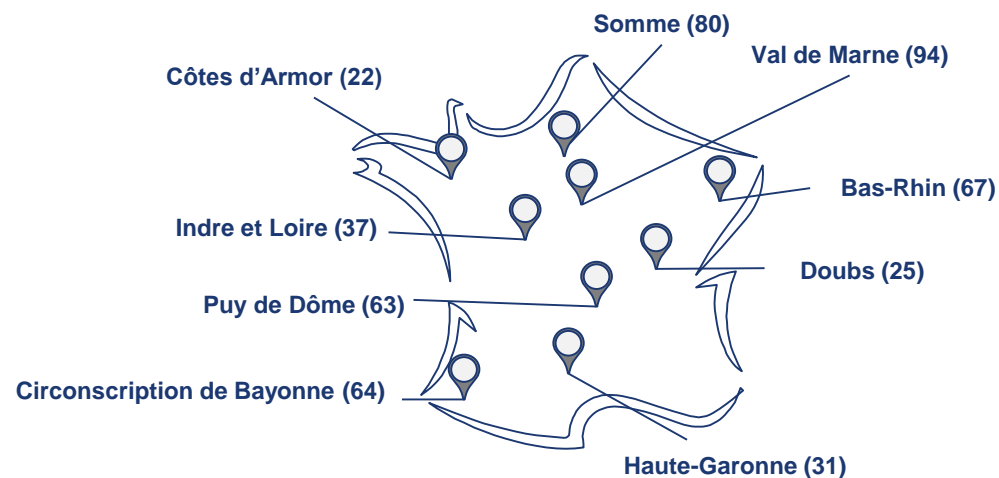 Somme (80)
Val de Marne (94)
Côtes d’Armor (22)
Bas-Rhin (67)
Indre et Loire (37)
Doubs (25)
Puy de Dôme (63)
Circonscription de Bayonne (64)
Haute-Garonne (31)